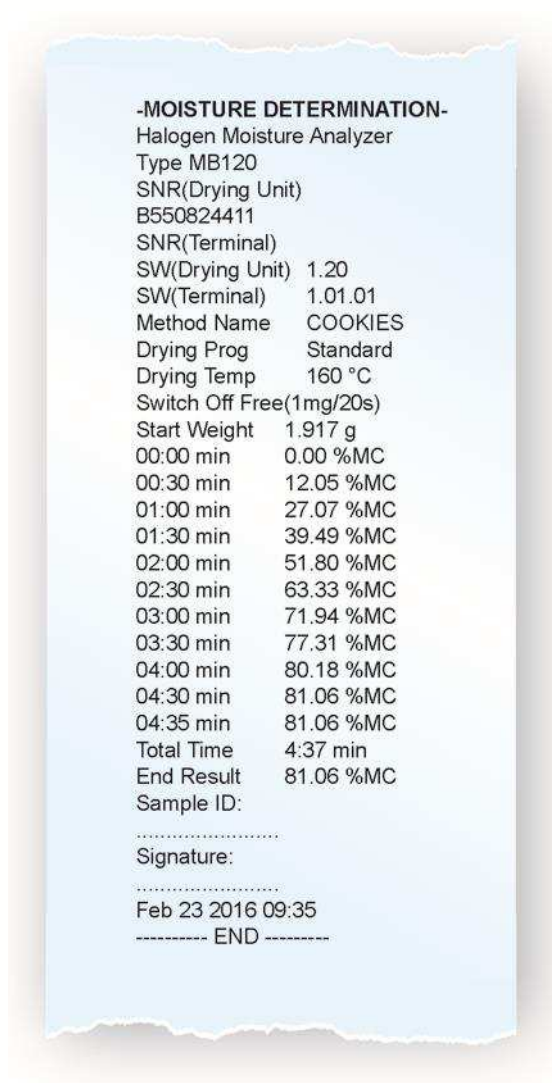 -MOISTURE DETERMINATION-
Halogen Moisture Analyzer
Type MB120
SNR(Drying Unit)
B550824411
SNR(Terminal)
SW(Drying Unit) 1.20
SW(Terminal) 1.01.01
Method Name COOKIES
Drying Prog Standard
Drying Temp 160 °C
Switch Off Free(1mg/20s)
Start Weight 1.917 g
00:00 min 0.00 %MC
00:30 min 12.05 %MC
01:00 min 27.07 %MC
01:30 min 39.49 %MC
02:00 min 51.80 %MC
02:30 min 63.33 %MC
03:00 min 71.94 %MC
03:30 min 77.31 %MC
04:00 min 80.18 %MC
04:30 min 81.06 %MC
04:35 min 81.06 %MC
Total Time 4:37 min
End Result 81.06 %MC
Sample ID:
........................
Signature:
........................
Feb 23 2016 09:35
---------- END ---------